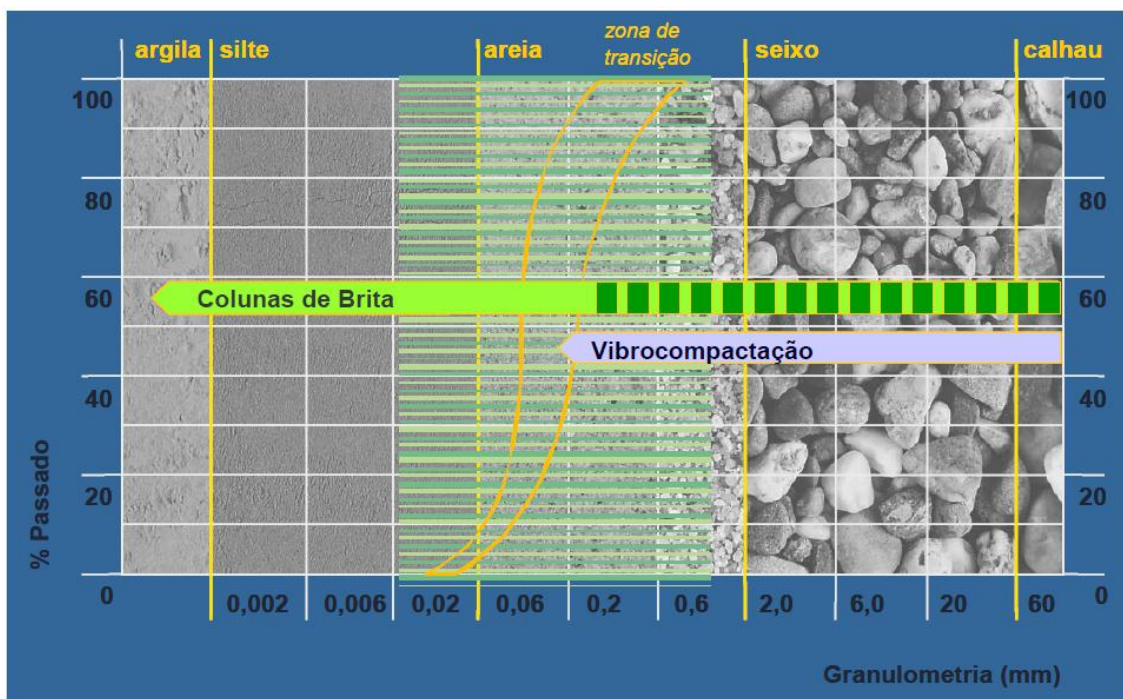 argila silte areia zona de transição seixo calhau
100 100
80 80
Colunas de Brita
60 60
Vibrocompactação
40 40
20 20
% Passado
0 0
0,002 0,006 0,02 0,06 0,2 0,6 2,0 6,0 20 60
Granulometria (mm)